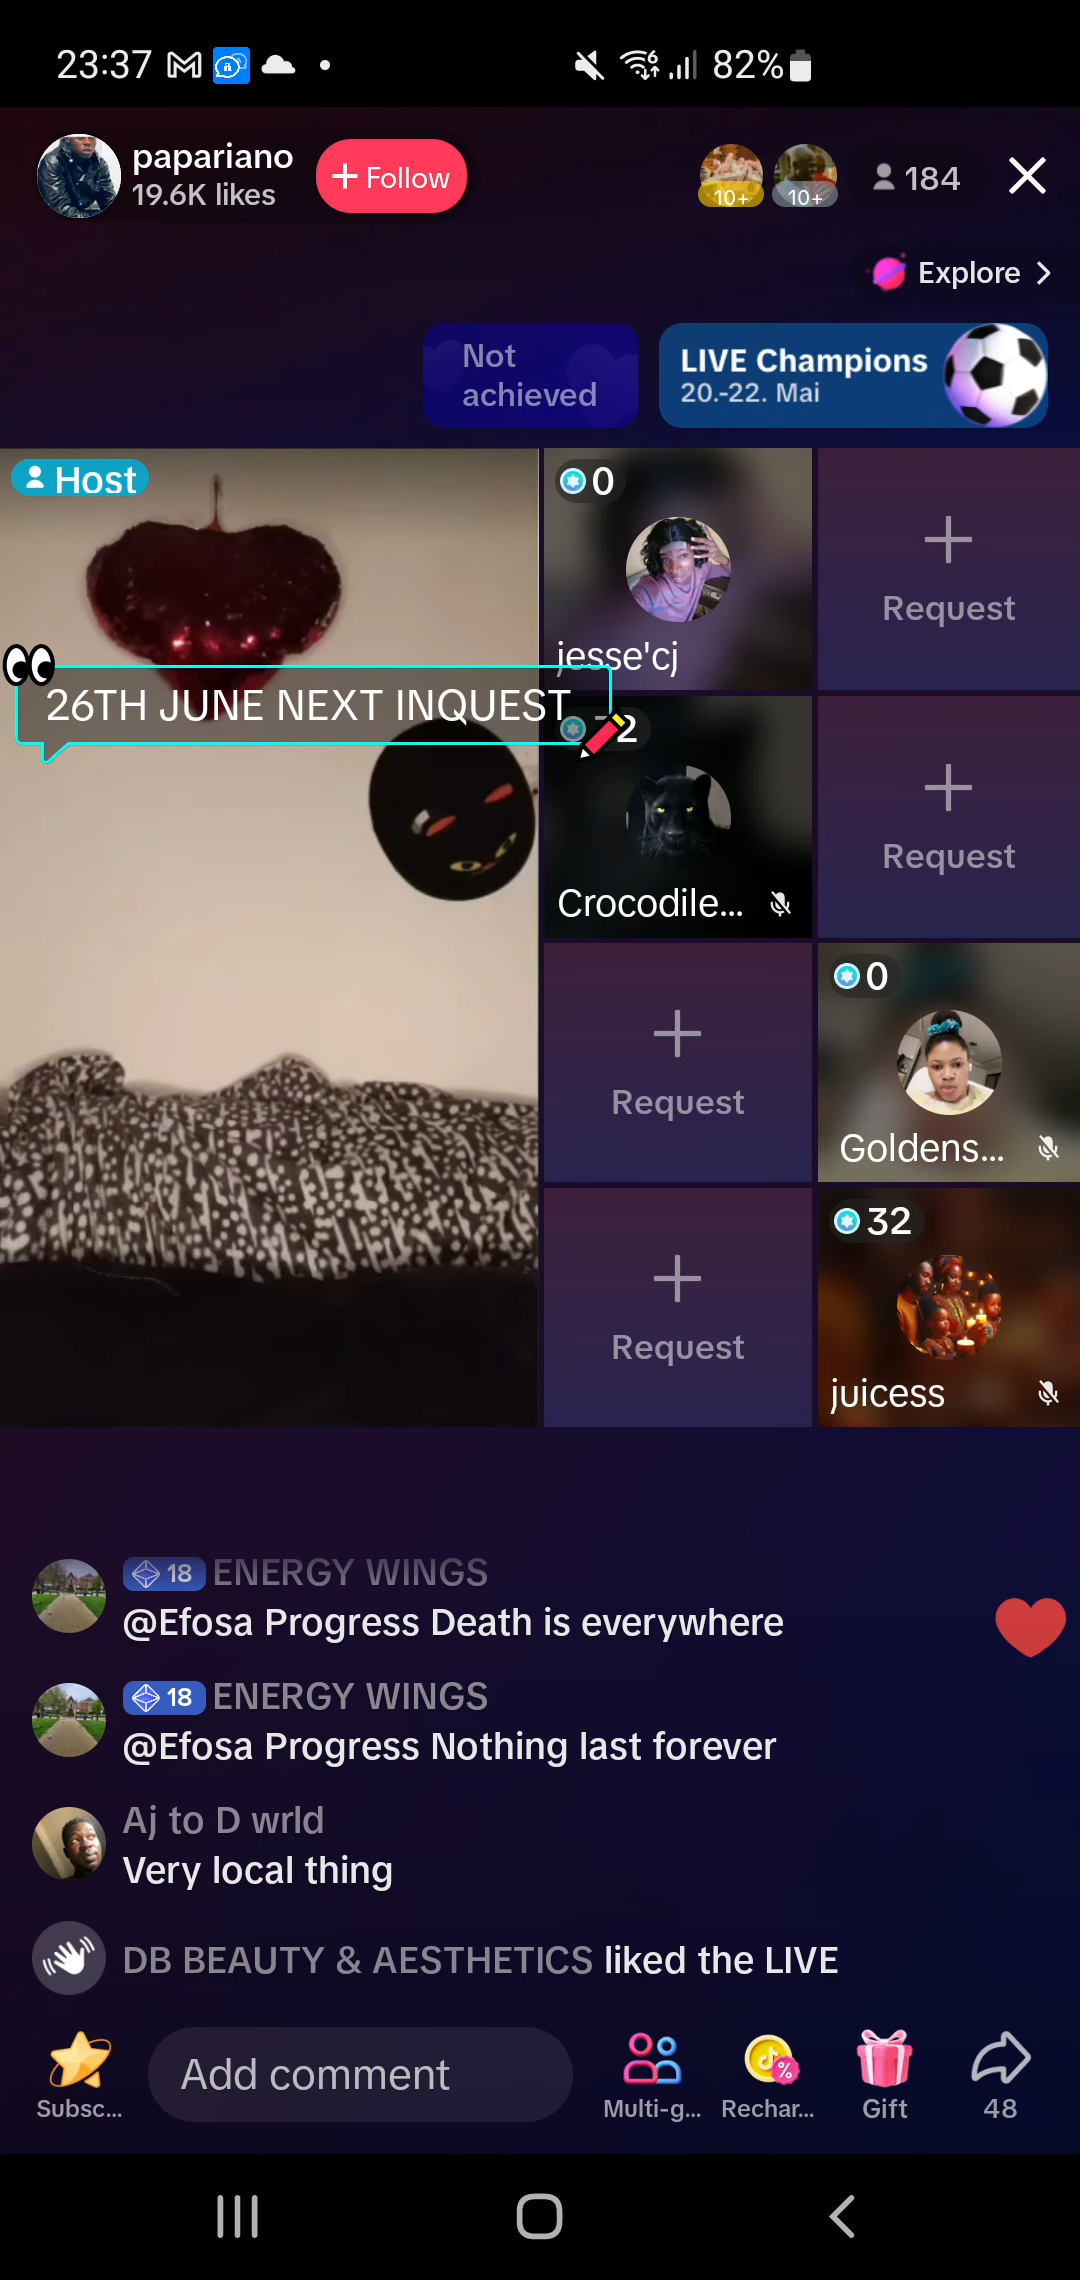 23:37
82%
papariano
19.6K likes
+ Follow
10+
10+
184
Explore
Not
achieved
LIVE Champions
20.-22. Mai
Host
0
jesse'cj
Request
26TH JUNE NEXT INQUEST
2
Crocodile...
Request
Request
0
Goldens...
Request
32
juicess
18 ENERGY WINGS
@Efosa Progress Death is everywhere
18 ENERGY WINGS
@Efosa Progress Nothing last forever
Aj to D wrld
Very local thing
DB BEAUTY & AESTHETICS liked the LIVE
Add comment
Subsc...
Multi-g...
Rechar...
Gift
48